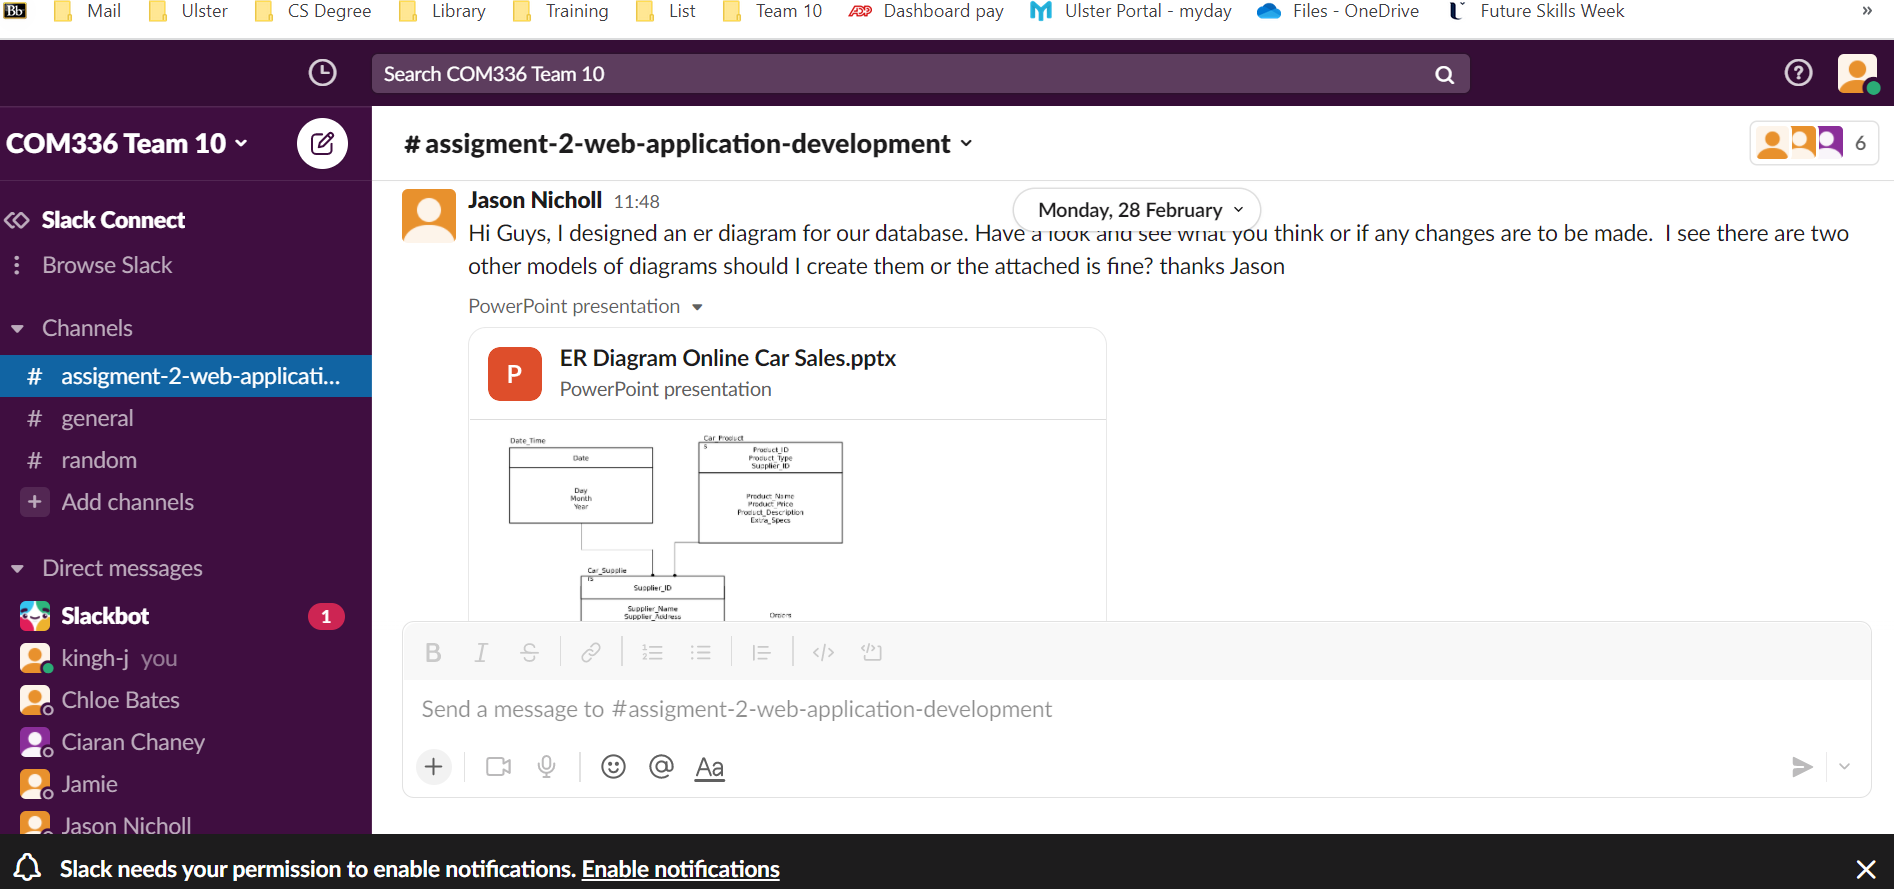 Bb Mail Ulster CS Degree Library Training List Team 10 Dashboard pay Ulster Portal - myday Files - OneDrive Future Skills Week »
Search COM336 Team 10
COM336 Team 10
Slack Connect
Browse Slack
Channels
# assigment-2-web-applicati...
# general
# random
+ Add channels
Direct messages
Slackbot 1
kingh-j you
Chloe Bates
Ciaran Chaney
Jamie
Jason Nicholl
# assigment-2-web-application-development
6
Jason Nicholl 11:48
Monday, 28 February
Hi Guys, I designed an er diagram for our database. Have a look and see what you think or if any changes are to be made. I see there are two
other models of diagrams should I create them or the attached is fine? thanks Jason
PowerPoint presentation
P
ER Diagram Online Car Sales.pptx
PowerPoint presentation
Date_Time
Date
Day
Month
Year
Car_Product
s
Product_ID
Product_Type
Supplier_ID
Product_Name
Product_Price
Product_Description
Extra_Specs
Car_Supplie
rs
Supplier_ID
Supplier_Name
Supplier_Address
Orders
B I S
Send a message to #assigment-2-web-application-development
+ @ Aa
Slack needs your permission to enable notifications. Enable notifications